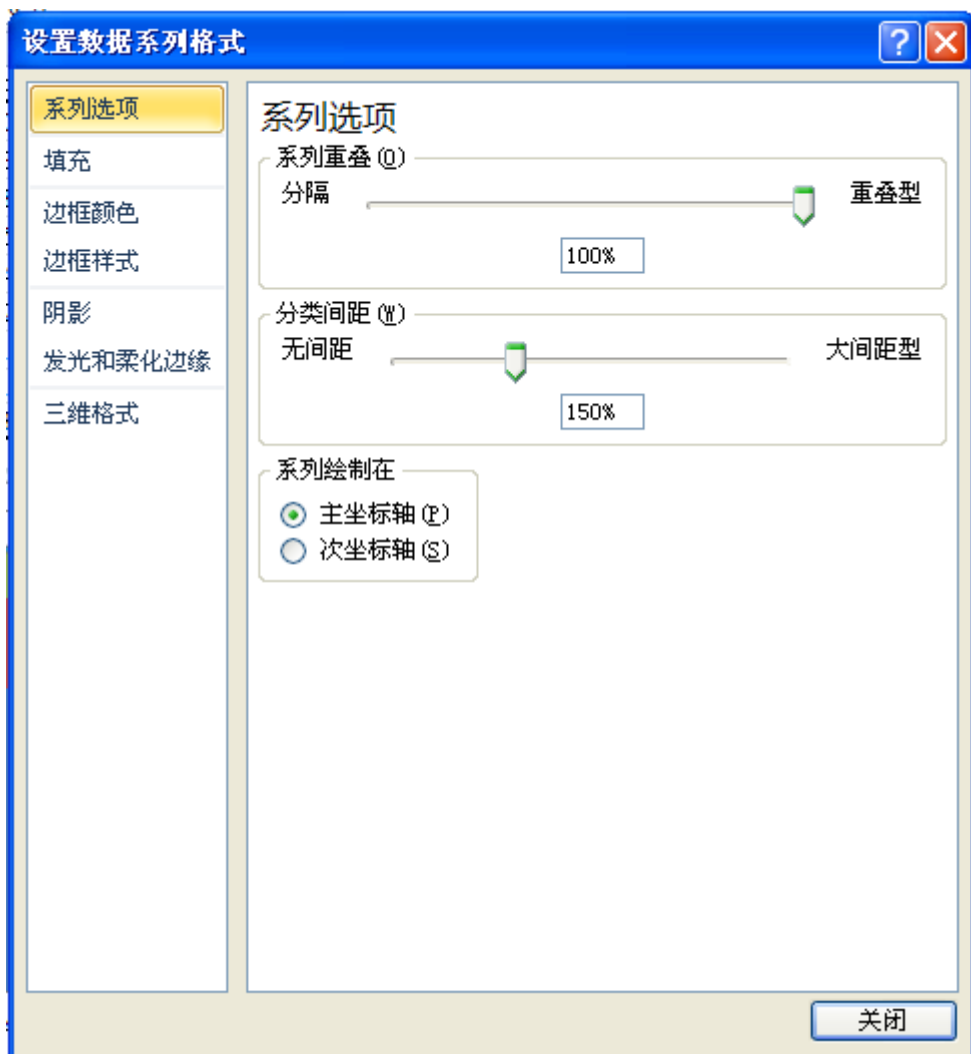 设置数据系列格式
系列选项
填充
边框颜色
边框样式
阴影
发光和柔化边缘
三维格式
系列选项
系列重叠(O)
分隔 重叠型
100%
分类间距(W)
无间距 大间距型
150%
系列绘制在
主坐标轴(P)
次坐标轴(S)
关闭